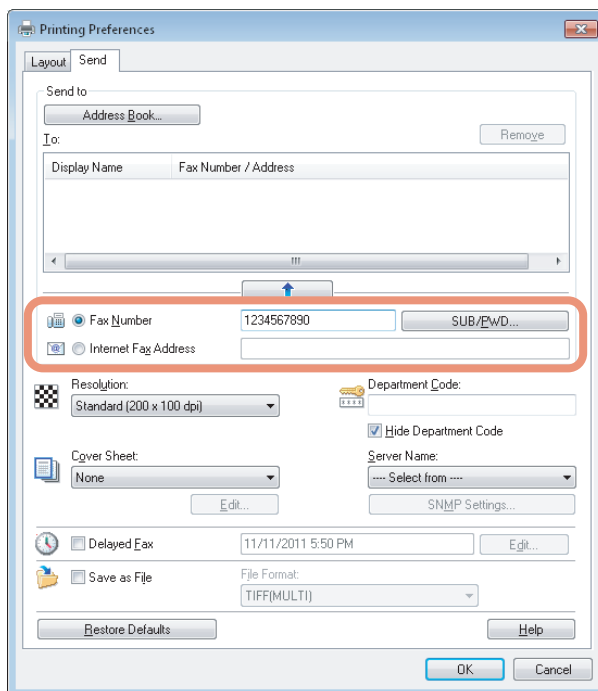 Printing Preferences
Layout Send
Send to
Address Book...
To:
Remove
Display Name Fax Number / Address
Fax Number 1234567890 SUB/PWD...
Internet Fax Address
Resolution:
Standard (200 x 100 dpi)
Department Code:
Hide Department Code
Cover Sheet:
None
Edit...
Server Name:
---- Select from ----
SNMP Settings...
Delayed Fax 11/11/2011 5:50 PM Edit...
Save as File
File Format:
TIFF(MULTI)
Restore Defaults Help
OK Cancel